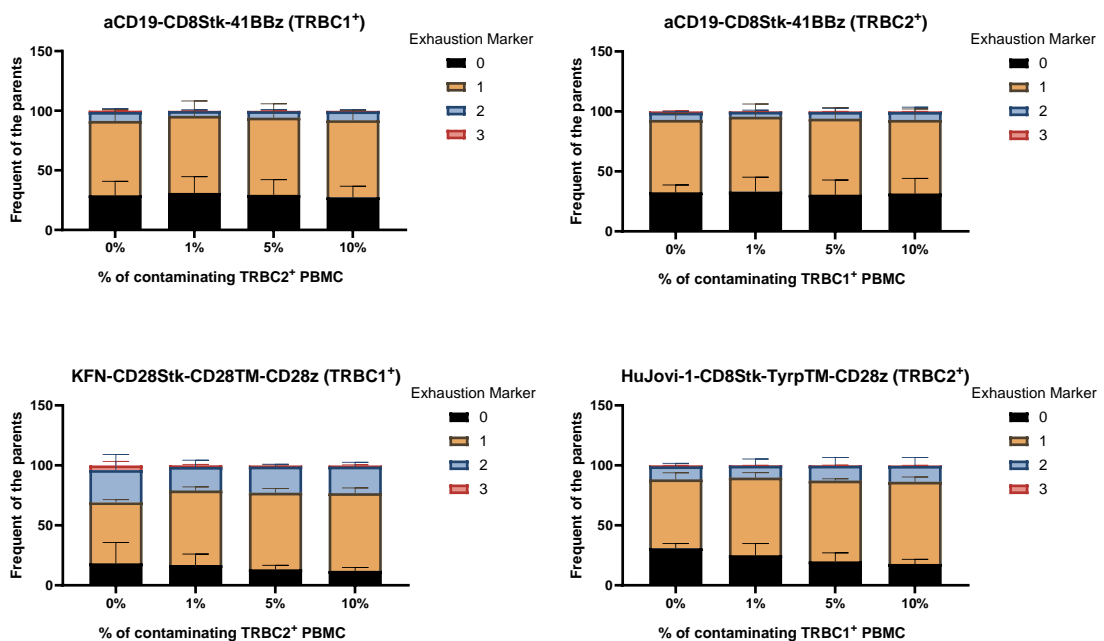 aCD19-CD8Stk-41BBz (TRBC1⁺)
Exhaustion Marker
0
1
2
3
Frequent of the parents
150
100
50
0
0% 1% 5% 10%
% of contaminating TRBC2⁺ PBMC
aCD19-CD8Stk-41BBz (TRBC2⁺)
Exhaustion Marker
0
1
2
3
Frequent of the parents
150
100
50
0
0% 1% 5% 10%
% of contaminating TRBC1⁺ PBMC
KFN-CD28Stk-CD28TM-CD28z (TRBC1⁺)
Exhaustion Marker
0
1
2
3
Frequent of the parents
150
100
50
0
0% 1% 5% 10%
% of contaminating TRBC2⁺ PBMC
HuJovi-1-CD8Stk-TyrpTM-CD28z (TRBC2⁺)
Exhaustion Marker
0
1
2
3
Frequent of the parents
150
100
50
0
0% 1% 5% 10%
% of contaminating TRBC1⁺ PBMC